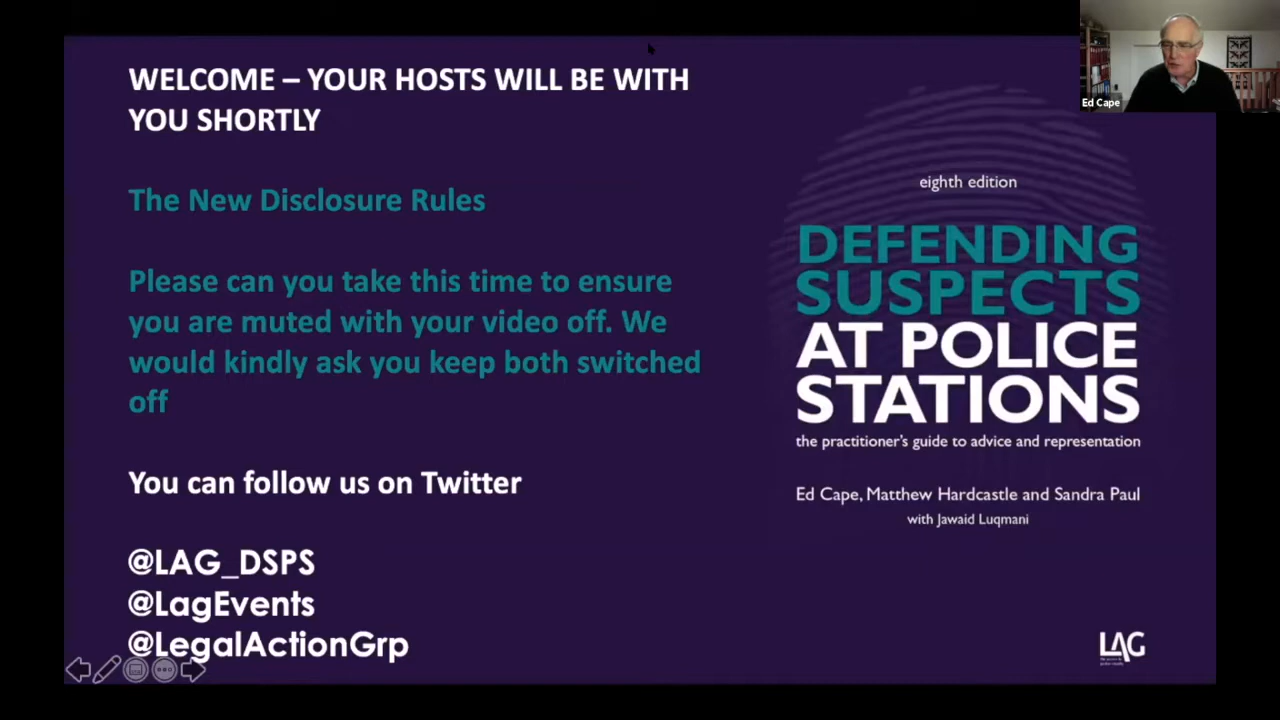 WELCOME – YOUR HOSTS WILL BE WITH
YOU SHORTLY
The New Disclosure Rules
Please can you take this time to ensure
you are muted with your video off. We
would kindly ask you keep both switched
off
You can follow us on Twitter
@LAG_DSPS
@LagEvents
@LegalActionGrp
Ed Cape
eighth edition
DEFENDING
SUSPECTS
AT POLICE
STATIONS
the practitioner's guide to advice and representation
Ed Cape, Matthew Hardcastle and Sandra Paul
with Jawaid Luqmani
LAG